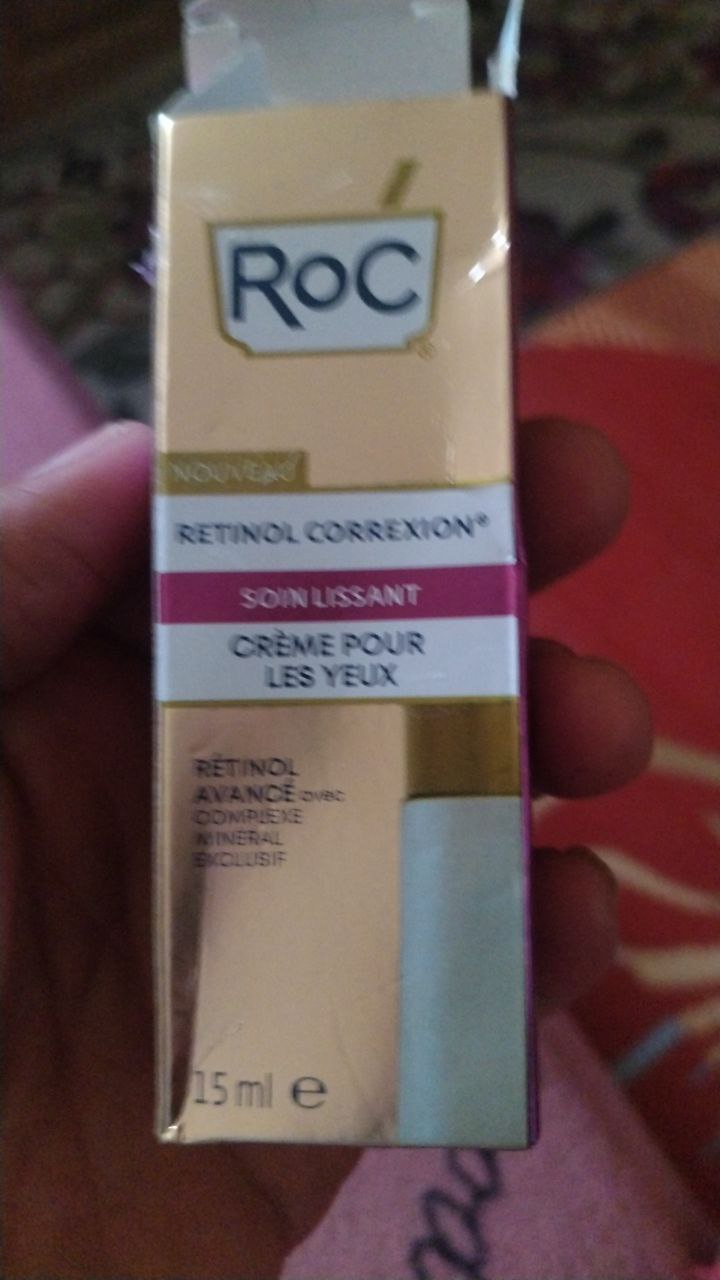 RoC®
NOUVEAU
RETINOL CORREXION®
SOIN LISSANT
CRÈME POUR
LES YEUX
RÉTINOL
AVANCÉ avec
COMPLEXE
MINÉRAL
EXCLUSIF
15 ml ℮